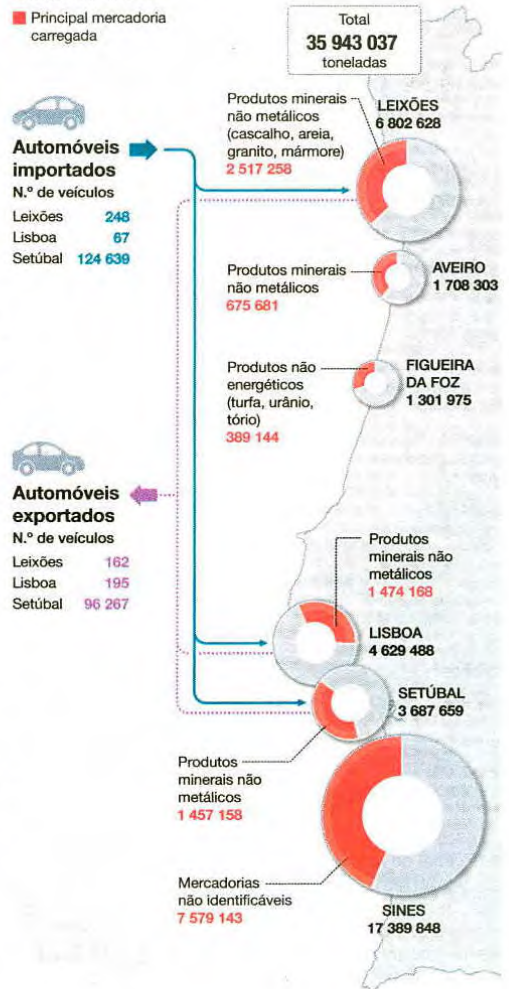 Principal mercadoria
carregada
Total
35 943 037
toneladas
Produtos minerais
não metálicos
(cascalho, areia,
granito, mármore)
2 517 258
LEIXÕES
6 802 628
Automóveis
importados
N.º de veículos
Leixões 248
Lisboa 67
Setúbal 124 639
Produtos minerais
não metálicos
675 681
AVEIRO
1 708 303
Produtos não
energéticos
(turfa, urânio,
tório)
389 144
FIGUEIRA
DA FOZ
1 301 975
Automóveis
exportados
N.º de veículos
Leixões 162
Lisboa 195
Setúbal 96 267
Produtos
minerais não
metálicos
1 474 168
LISBOA
4 629 488
SETÚBAL
3 687 659
Produtos
minerais não
metálicos
1 457 158
Mercadorias
não identificáveis
7 579 143
SINES
17 389 848